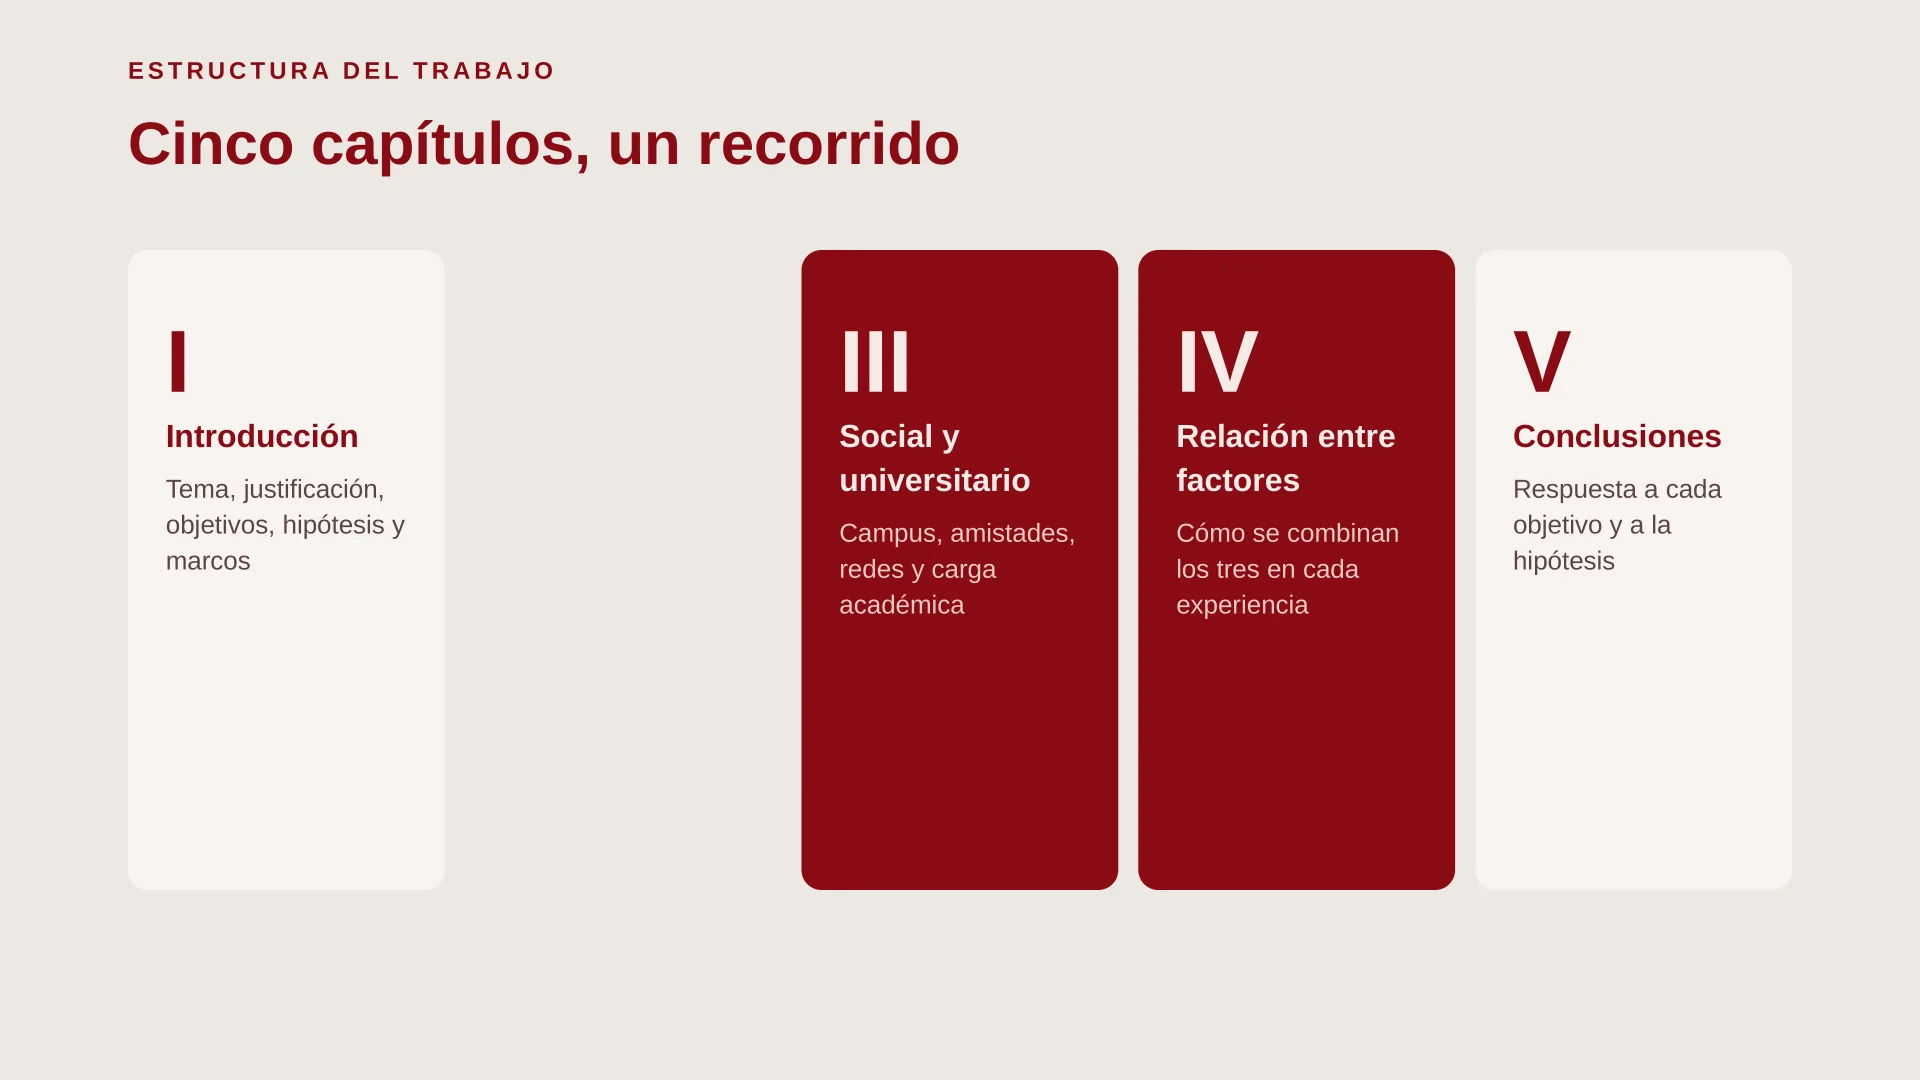 ESTRUCTURA DEL TRABAJO
Cinco capítulos, un recorrido
I
Introducción
Tema, justificación,
objetivos, hipótesis y
marcos
III
Social y
universitario
Campus, amistades,
redes y carga
académica
IV
Relación entre
factores
Cómo se combinan
los tres en cada
experiencia
V
Conclusiones
Respuesta a cada
objetivo y a la
hipótesis